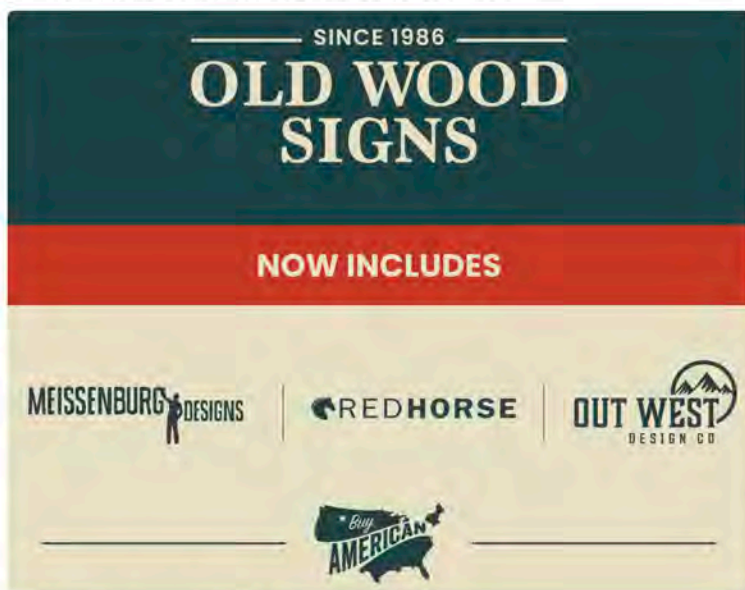 SINCE 1986
OLD WOOD
SIGNS
NOW INCLUDES
MEISSENBURG DESIGNS
REDHORSE
OUT WEST
DESIGN CO
Buy
AMERICAN